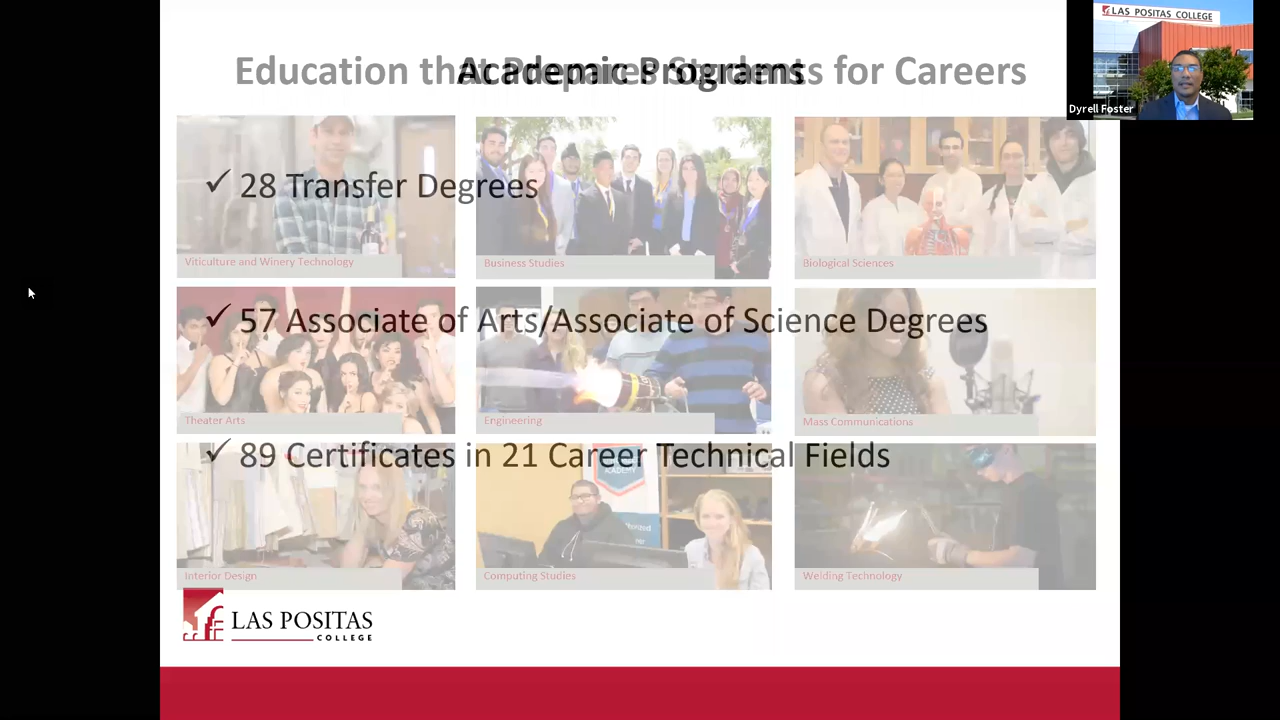 LAS POSITAS COLLEGE
Dyrell Foster
Education that Prepares Students for Careers
Academic Programs
✓ 28 Transfer Degrees
Viticulture and Winery Technology
Business Studies
Biological Sciences
✓ 57 Associate of Arts/Associate of Science Degrees
Theater Arts
Engineering
Mass Communications
✓ 89 Certificates in 21 Career Technical Fields
ACADEMY
Interior Design
Computing Studies
Welding Technology
LAS POSITAS
COLLEGE